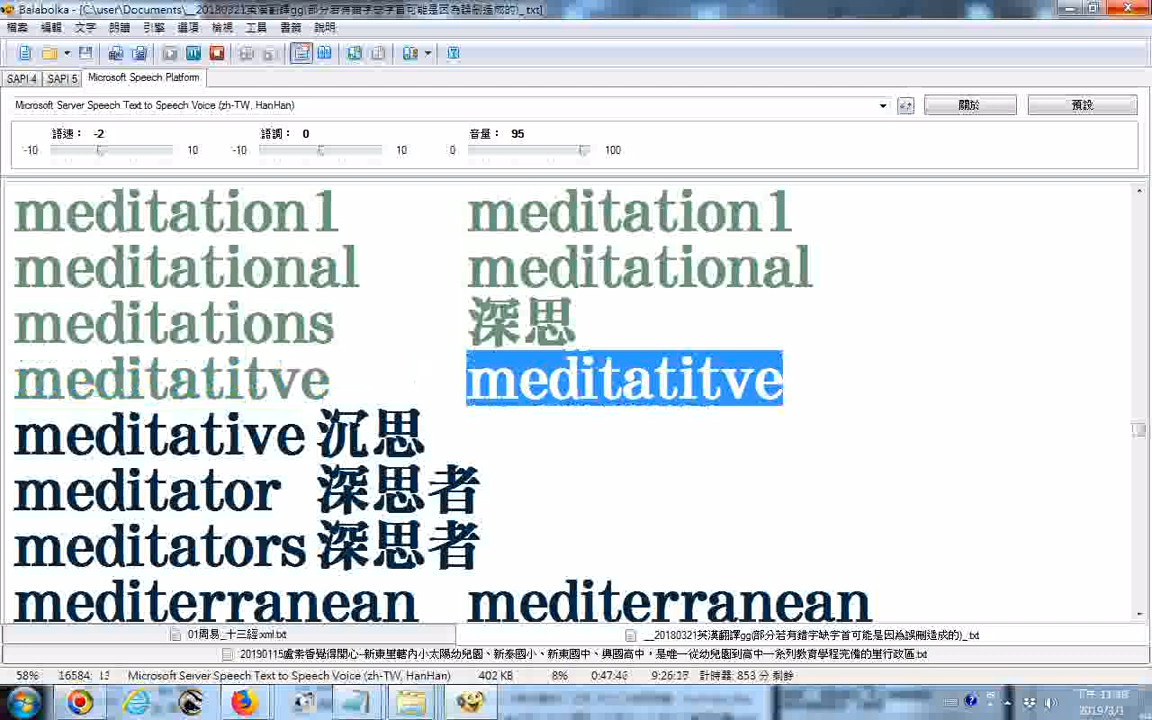 Balabolka - [C:\user\Documents\__20180321英漢翻譯ggl部分若有錯字缺字首可能是因為誤刪造成的)_.txt]
檔案 編輯 文字 朗讀 引擎 選項 檢視 工具 書籤 說明
SAPI 4 SAPI 5 Microsoft Speech Platform
Microsoft Server Speech Text to Speech Voice (zh-TW, HanHan) 關於 預設
語速： -2 語調： 0 音量： 95
-10 10 -10 10 0 100
meditation1 meditation1
meditational meditational
meditations 深思
meditatitve meditatitve
meditative 沉思
meditator 深思者
meditators 深思者
mediterranean mediterranean
01周易_十三經.xml.txt __20180321英漢翻譯ggl部分若有錯字缺字首可能是因為誤刪造成的)_.txt
20190115盧素香覺得開心-新東里轄內小太陽幼兒園、新泰國小、新東國中、興國高中，是唯一從幼兒園到高中一系列教育學程完備的里行政區.txt
58% 16584: 13 Microsoft Server Speech Text to Speech Voice (zh-TW, HanHan) 402 KB 8% 0:47:46 9:26:17 計時器: 853 分 剩餘